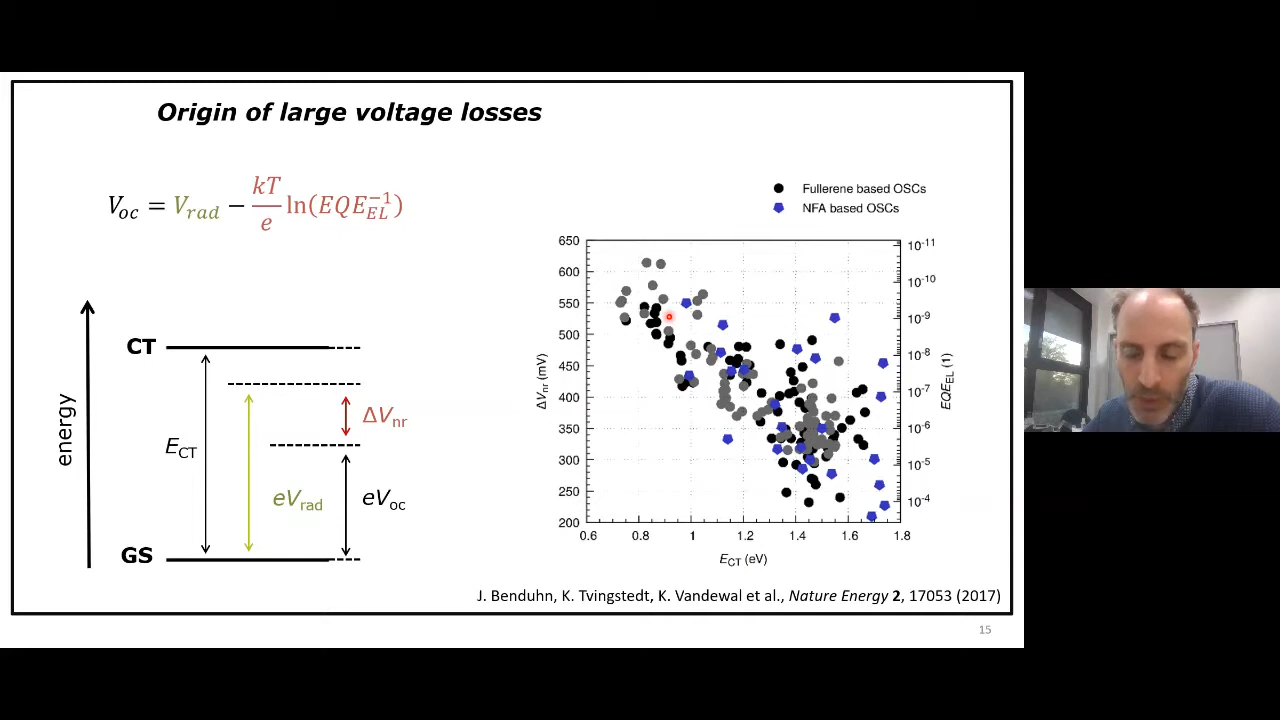 Origin of large voltage losses
V_oc = V_rad − kT/e ln(EQE_EL^−1)
energy
CT
E_CT
eV_rad
ΔV_nr
eV_oc
GS
Fullerene based OSCs
NFA based OSCs
650
600
550
500
450
400
350
300
250
200
ΔV_nr (mV)
0.6 0.8 1 1.2 1.4 1.6 1.8
E_CT (eV)
10^-11
10^-10
10^-9
10^-8
10^-7
10^-6
10^-5
10^-4
EQE_EL (1)
J. Benduhn, K. Tvingstedt, K. Vandewal et al., Nature Energy 2, 17053 (2017)
15